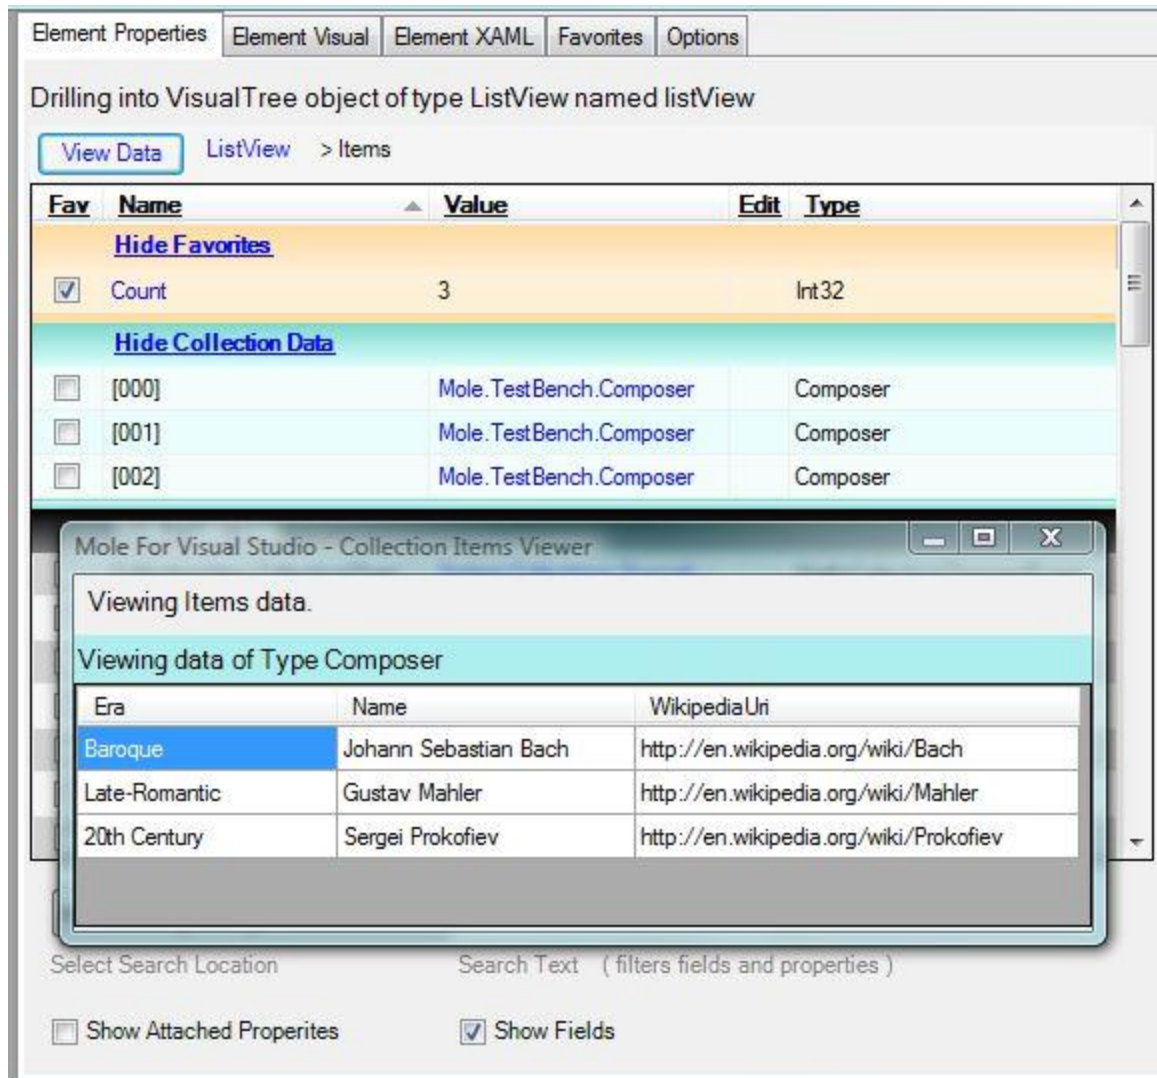 Element Properties Element Visual Element XAML Favorites Options
Drilling into VisualTree object of type ListView named listView
View Data ListView > Items
Fav Name Value Edit Type
Hide Favorites
Count 3 Int32
Hide Collection Data
[000] Mole.TestBench.Composer Composer
[001] Mole.TestBench.Composer Composer
[002] Mole.TestBench.Composer Composer
Mole For Visual Studio - Collection Items Viewer
Viewing Items data.
Viewing data of Type Composer
Era Name WikipediaUri
Baroque Johann Sebastian Bach http://en.wikipedia.org/wiki/Bach
Late-Romantic Gustav Mahler http://en.wikipedia.org/wiki/Mahler
20th Century Sergei Prokofiev http://en.wikipedia.org/wiki/Prokofiev
Select Search Location Search Text ( filters fields and properties )
Show Attached Properites Show Fields